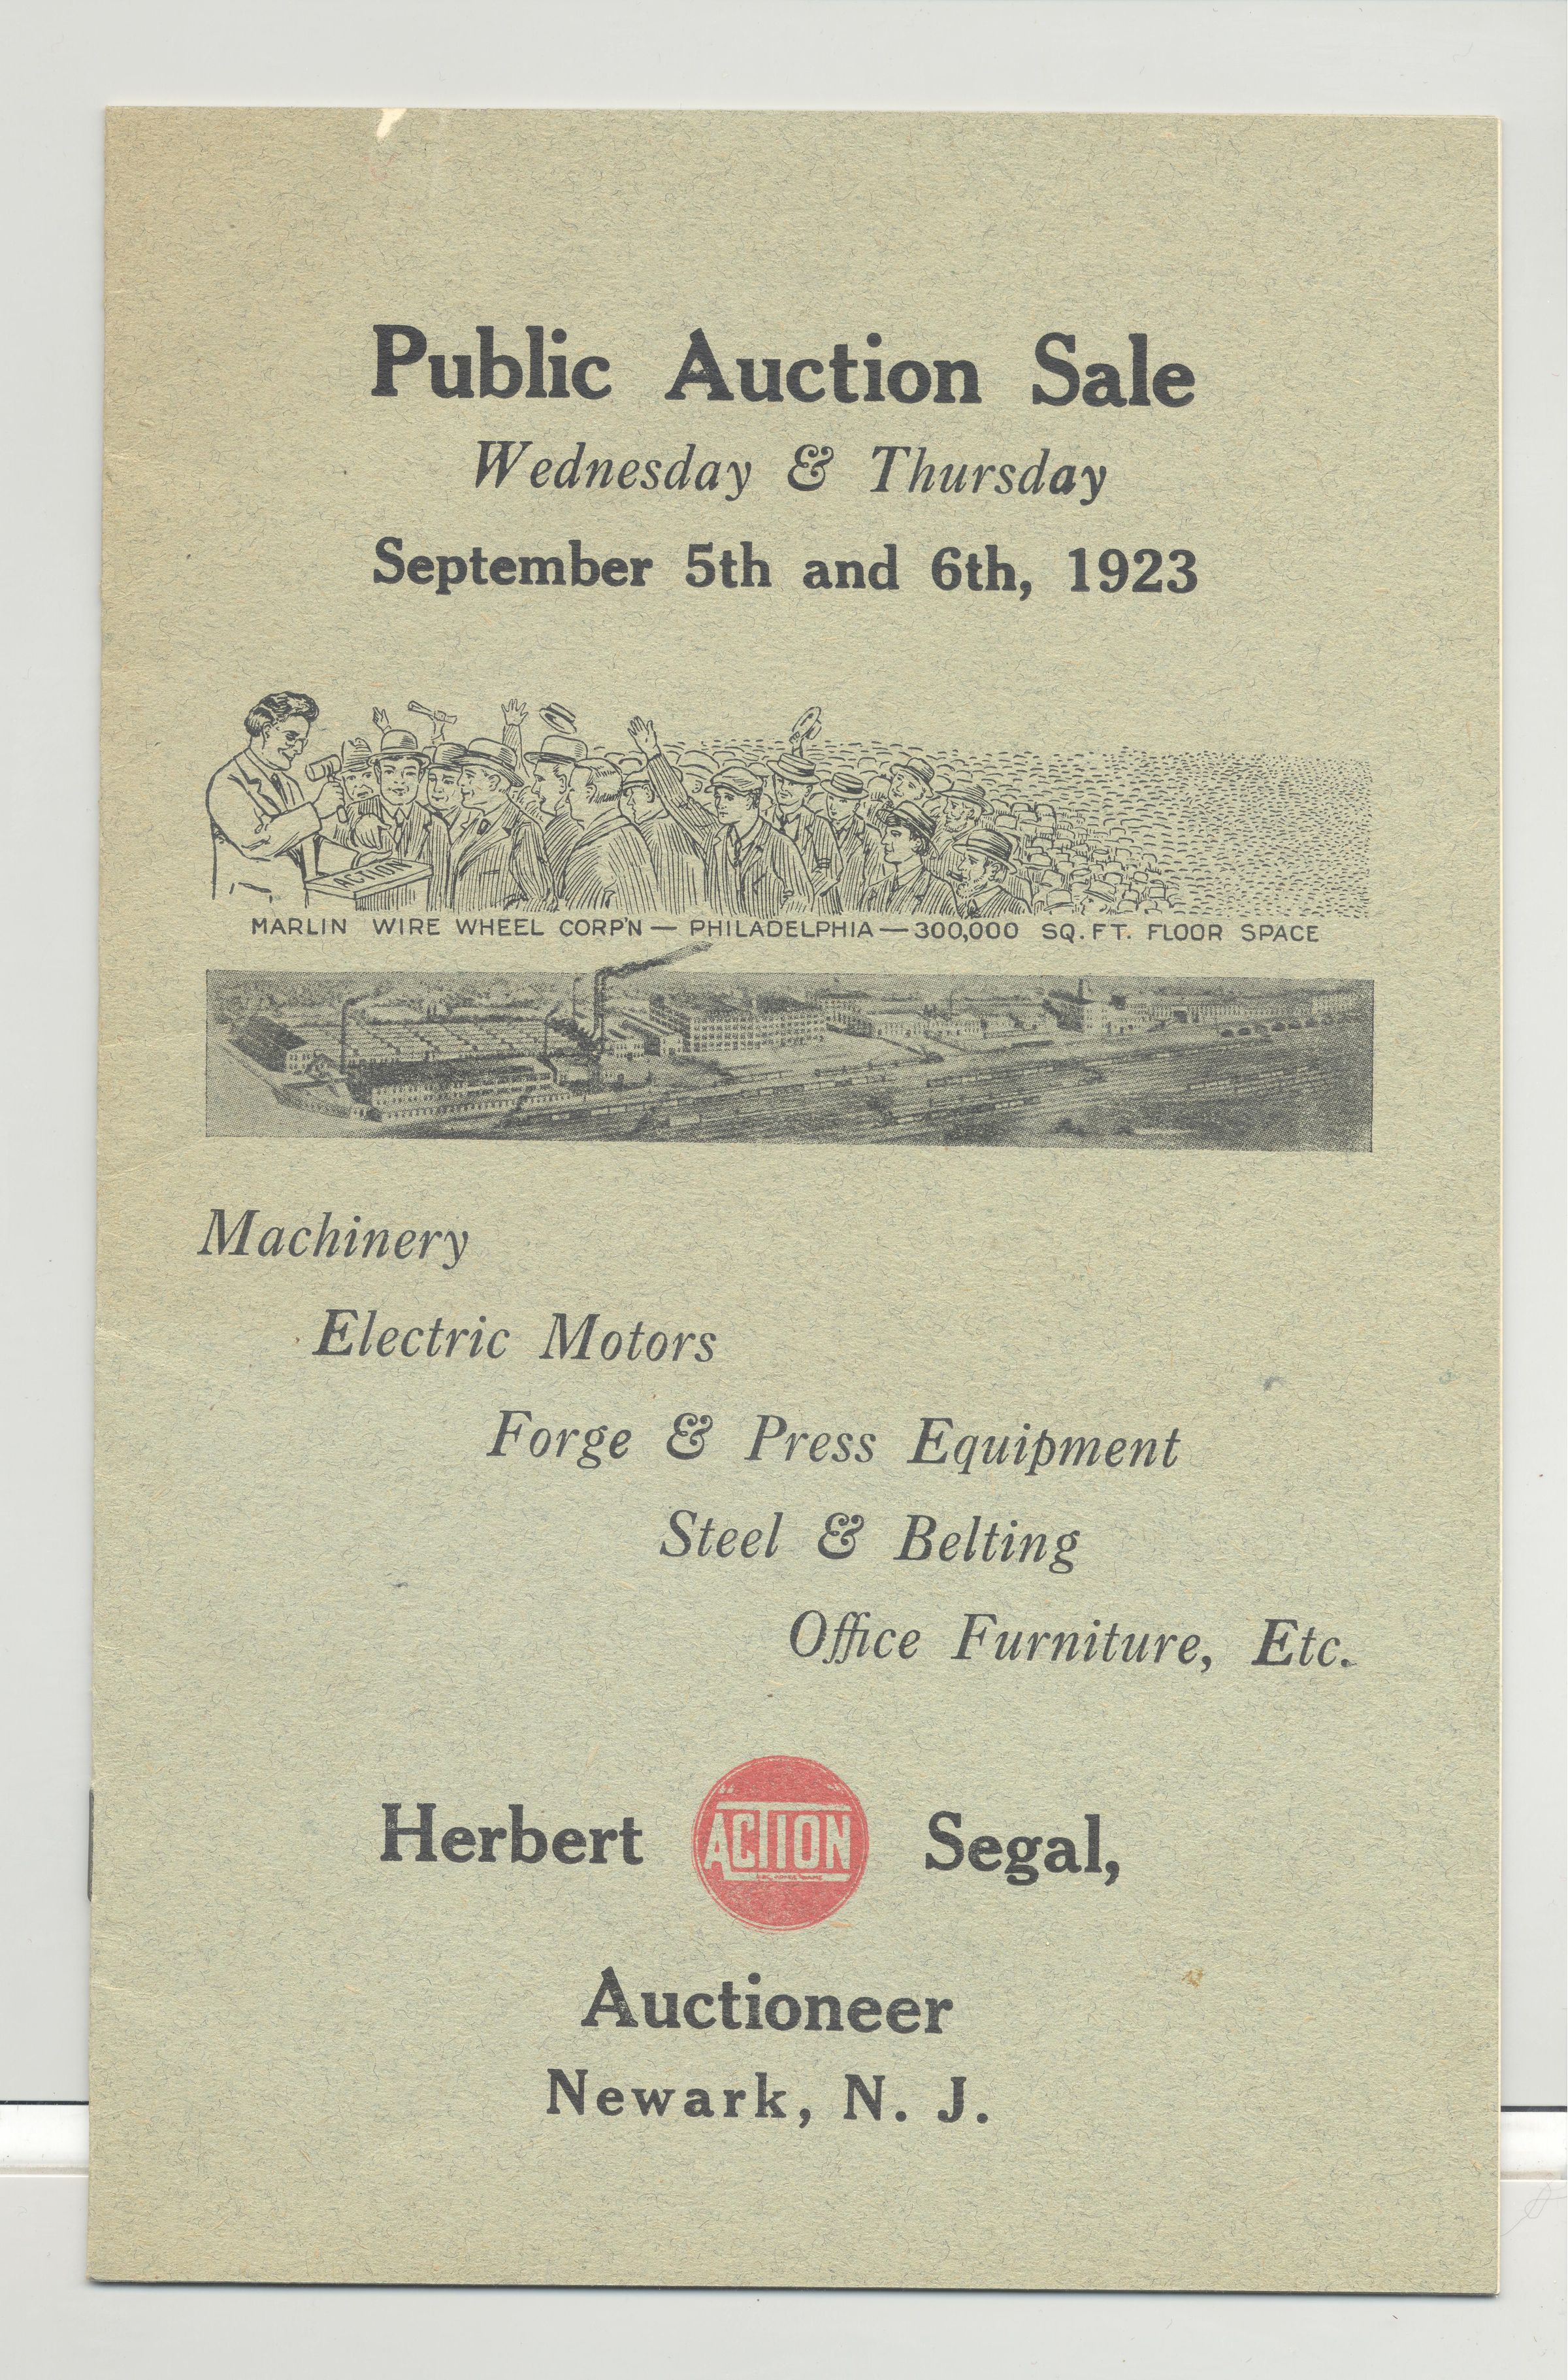 Public Auction Sale
Wednesday & Thursday
September 5th and 6th, 1923
ACTION
MARLIN WIRE WHEEL CORP'N — PHILADELPHIA — 300,000 SQ. FT. FLOOR SPACE
Machinery
Electric Motors
Forge & Press Equipment
Steel & Belting
Office Furniture, Etc.
Herbert ACTION Segal,
Auctioneer
Newark, N. J.